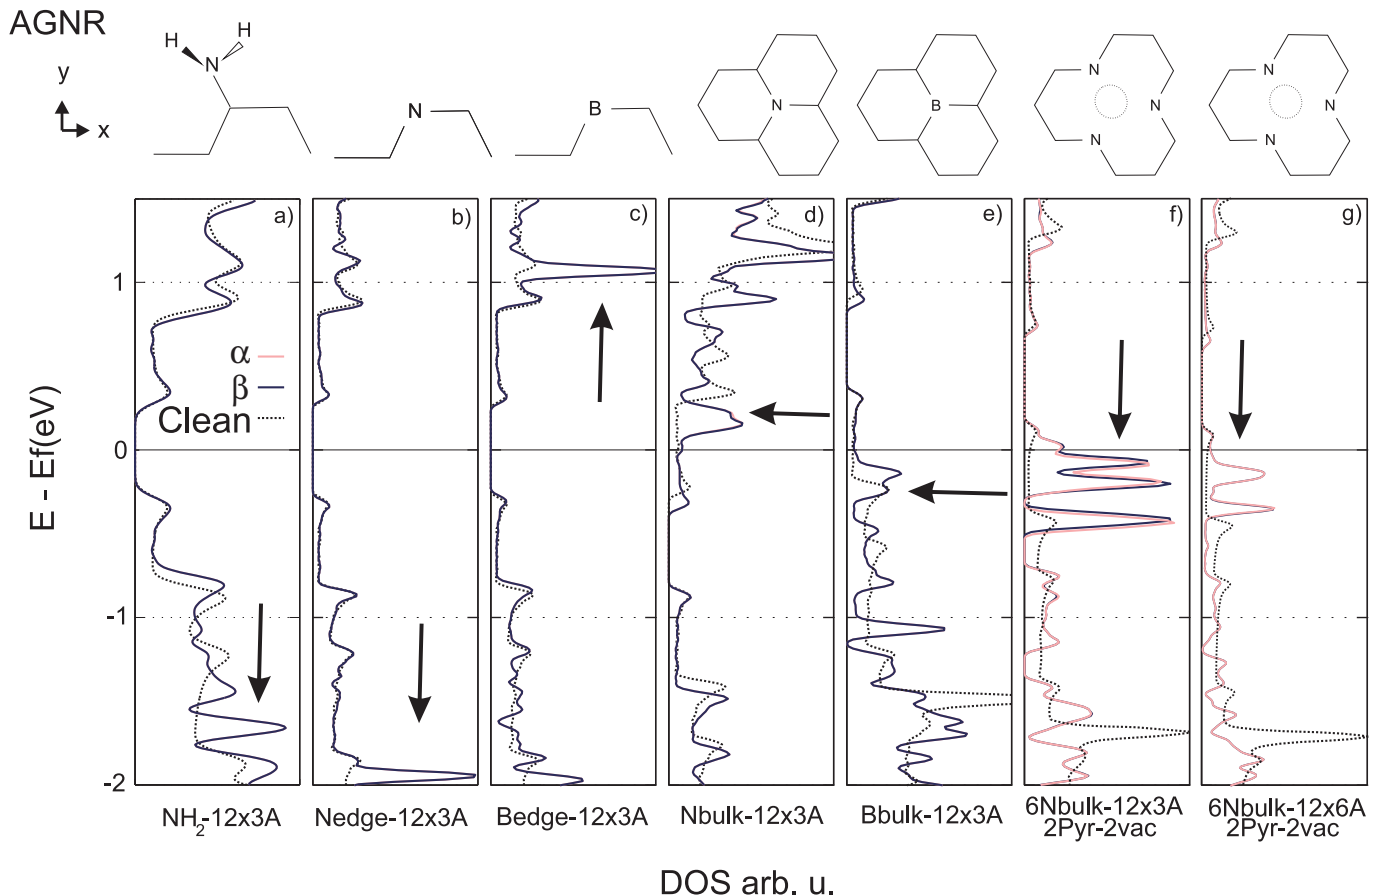 AGNR
y
x
H
H
N
N
B
N
B
N
N
N
N
N
N
a)
b)
c)
d)
e)
f)
g)
1
0
-1
-2
α
β
Clean
E - Ef(eV)
NH2-12x3A
Nedge-12x3A
Bedge-12x3A
Nbulk-12x3A
Bbulk-12x3A
6Nbulk-12x3A
2Pyr-2vac
6Nbulk-12x6A
2Pyr-2vac
DOS arb. u.